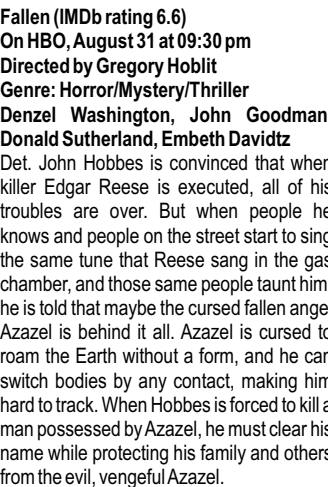 Fallen (IMDb rating 6.6)
On HBO, August 31 at 09:30 pm
Directed by Gregory Hoblit
Genre: Horror/Mystery/Thriller
Denzel Washington, John Goodman
Donald Sutherland, Embeth Davidtz
Det. John Hobbes is convinced that when
killer Edgar Reese is executed, all of his
troubles are over. But when people he
knows and people on the street start to sing
the same tune that Reese sang in the gas
chamber, and those same people taunt him
he is told that maybe the cursed fallen angel
Azazel is behind it all. Azazel is cursed to
roam the Earth without a form, and he can
switch bodies by any contact, making him
hard to track. When Hobbes is forced to kill a
man possessed by Azazel, he must clear his
name while protecting his family and others
from the evil, vengeful Azazel.